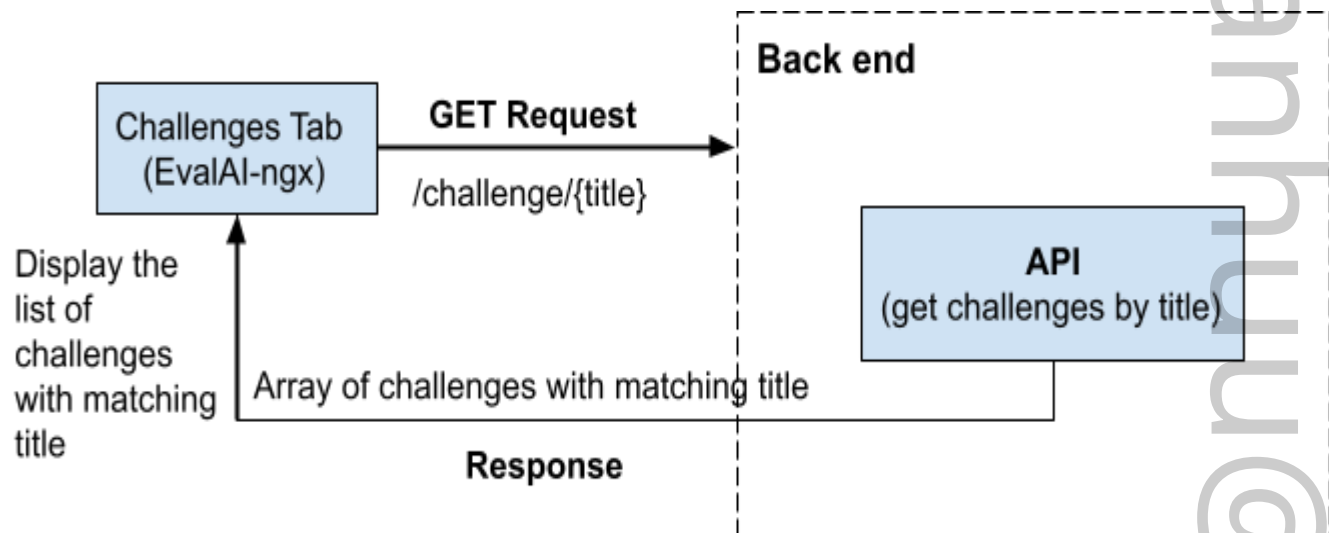 Back end
Challenges Tab
(EvalAI-ngx)
GET Request
/challenge/{title}
API
(get challenges by title)
Display the
list of
challenges
with matching
title
Array of challenges with matching title
Response
anhuu@